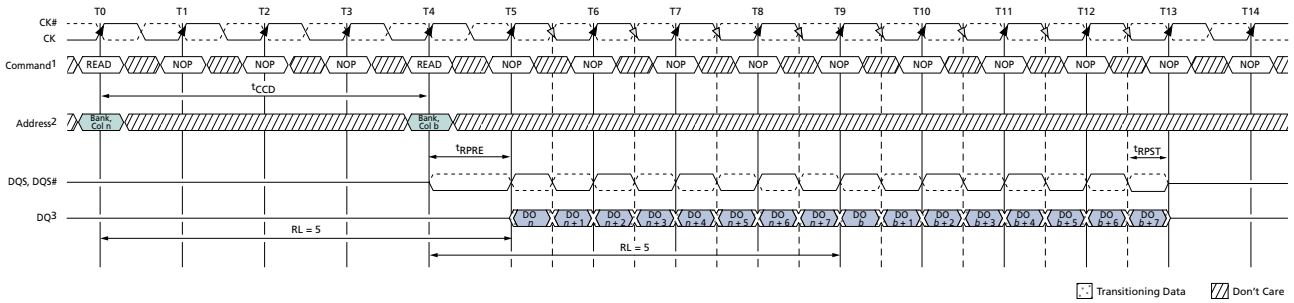 T0 T1 T2 T3 T4 T5 T6 T7 T8 T9 T10 T11 T12 T13 T14
CK#
CK
Command1 READ NOP NOP NOP READ NOP NOP NOP NOP NOP NOP NOP NOP NOP NOP
tCCD
Address2 Bank, Col n Bank, Col b
tRPRE tRPST
DQS, DQS#
DQ3 DO n DO n + 1 DO n + 2 DO n + 3 DO n + 4 DO n + 5 DO n + 6 DO n + 7 DO b DO b + 1 DO b + 2 DO b + 3 DO b + 4 DO b + 5 DO b + 6 DO b + 7
RL = 5
RL = 5
Transitioning Data Don't Care